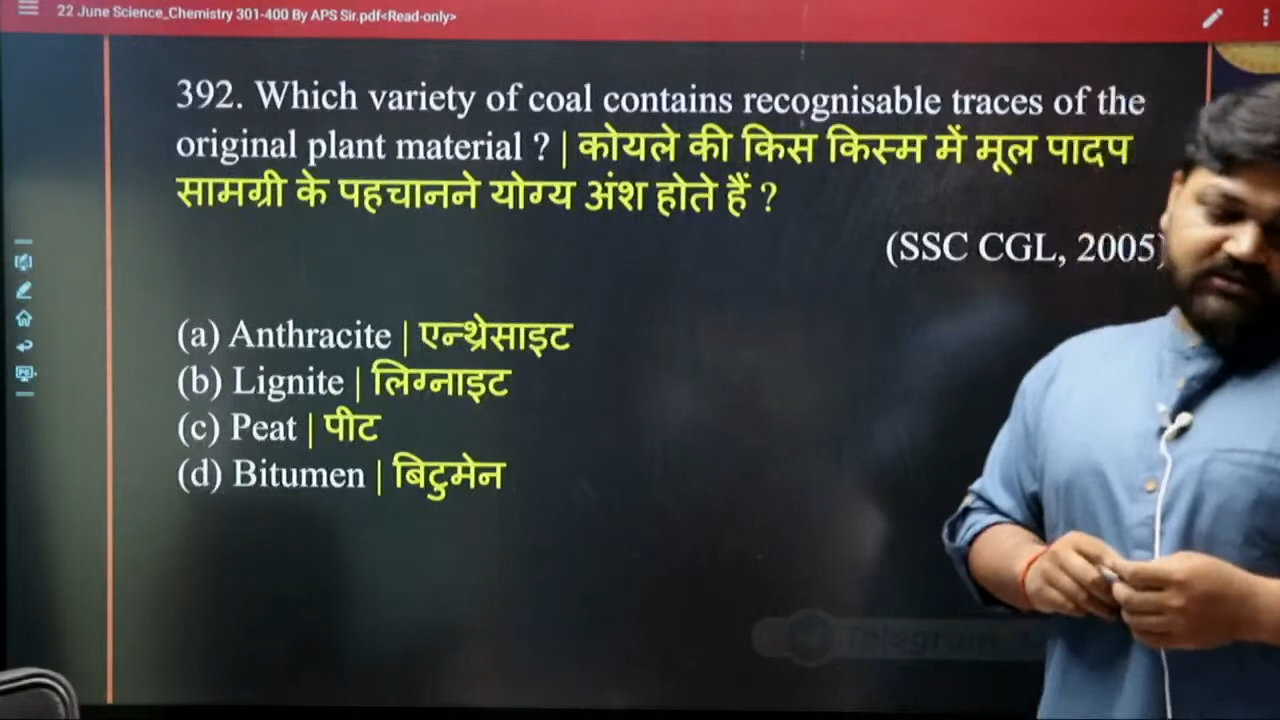 22 June Science_Chemistry 301-400 By APS Sir.pdf<Read-only>
392. Which variety of coal contains recognisable traces of the
original plant material ? | कोयले की किस किस्म में मूल पादप
सामग्री के पहचानने योग्य अंश होते हैं ?
(SSC CGL, 2005)
(a) Anthracite | एन्थ्रेसाइट
(b) Lignite | लिग्नाइट
(c) Peat | पीट
(d) Bitumen | बिटुमेन
Telegram